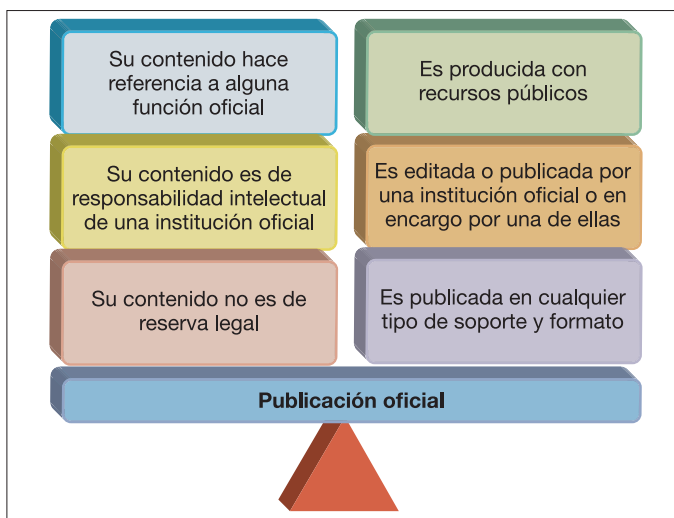 Su contenido hace
referencia a alguna
función oficial
Es producida con
recursos públicos
Su contenido es de
responsabilidad intelectual
de una institución oficial
Es editada o publicada por
una institución oficial o en
encargo por una de ellas
Su contenido no es de
reserva legal
Es publicada en cualquier
tipo de soporte y formato
Publicación oficial